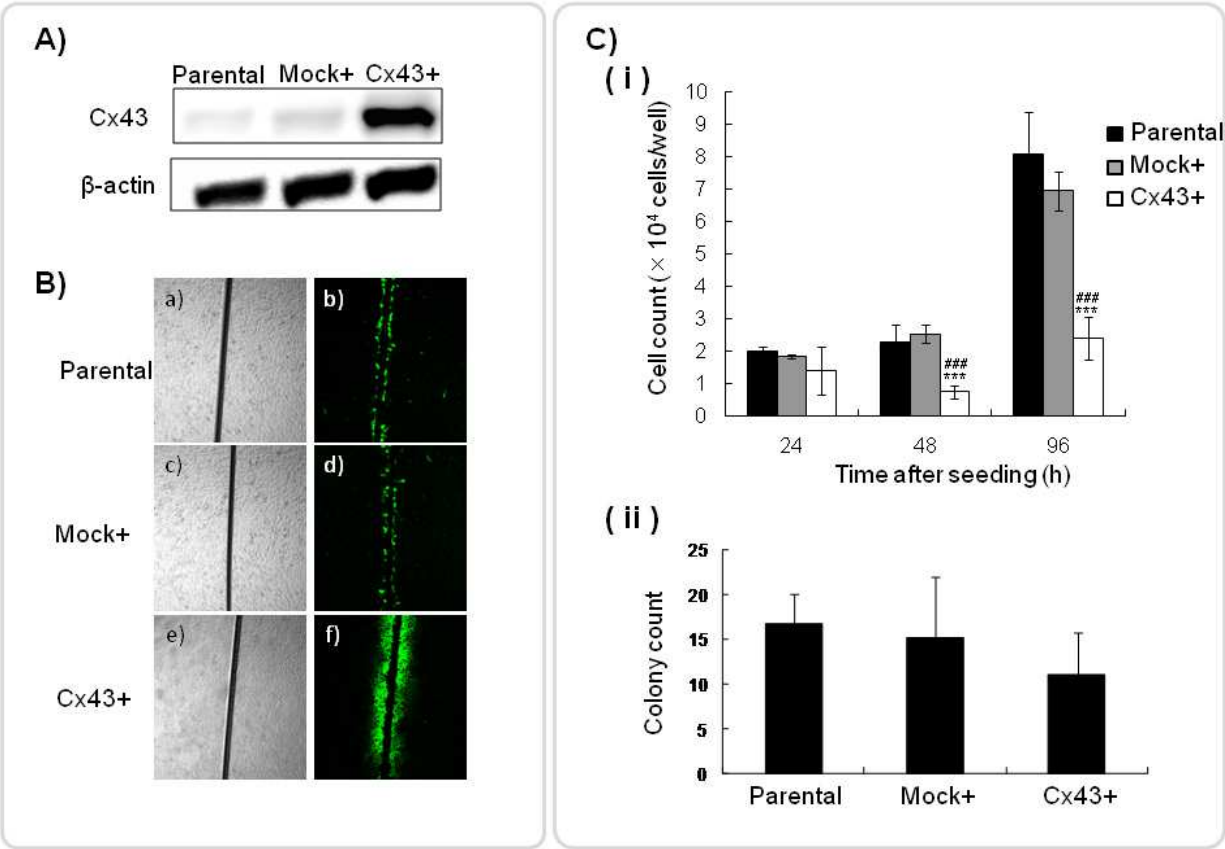 A)
Parental Mock+ Cx43+
Cx43
β-actin
B)
a) b)
Parental
c) d)
Mock+
e) f)
Cx43+
C)
( i )
10
9
8
7
6
5
4
3
2
1
0
Cell count ( × 10⁴ cells/well)
Parental
Mock+
Cx43+
###
***
###
***
24 48 96
Time after seeding (h)
( ii )
25
20
15
10
5
0
Colony count
Parental Mock+ Cx43+